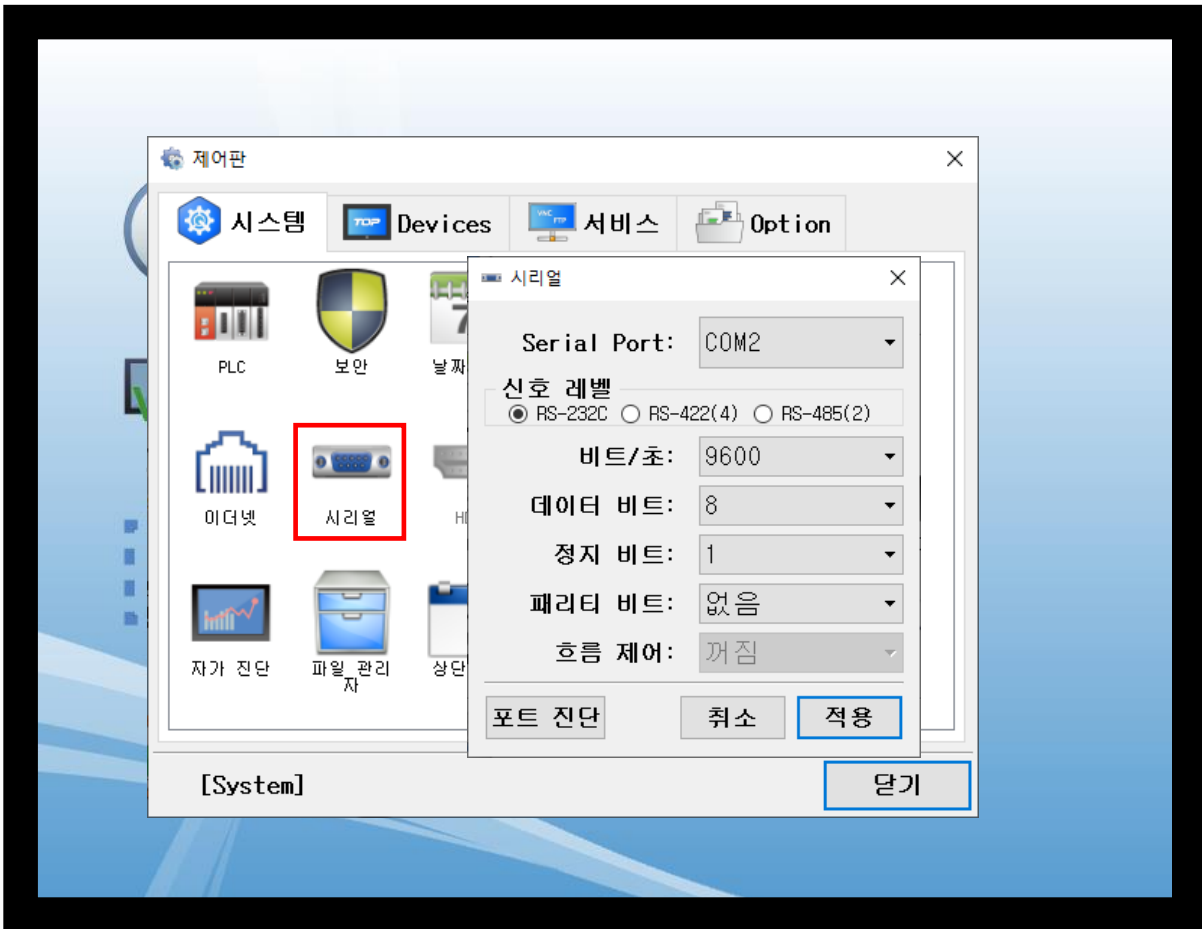 제어판
시스템
TOP
Devices
VNC
FTP
서비스
Option
PLC
보안
날짜
7
이더넷
시리얼
자가 진단
파일 관리
자
상단
시리얼
Serial Port: COM2
신호 레벨
RS-232C RS-422(4) RS-485(2)
비트/초: 9600
데이터 비트: 8
정지 비트: 1
패리티 비트: 없음
흐름 제어: 꺼짐
포트 진단 취소 적용
[System] 닫기